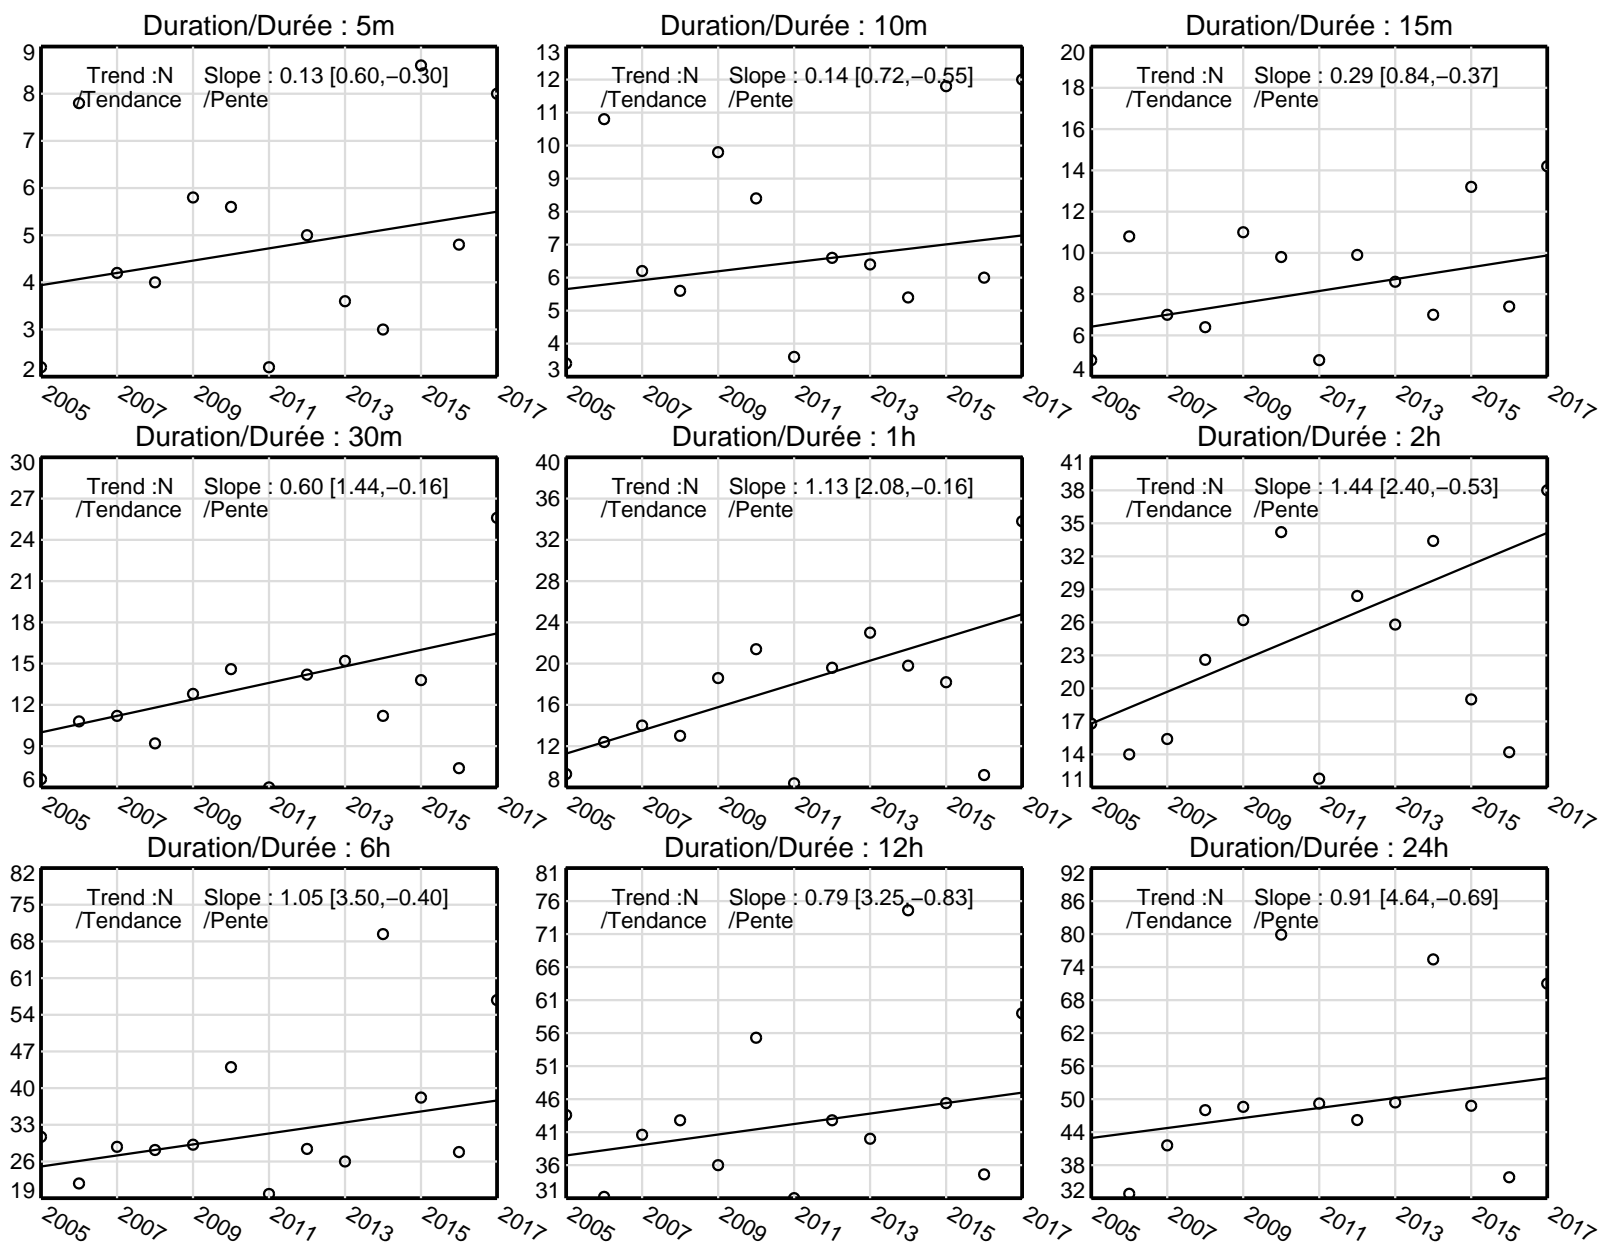 Duration/Durée : 5m
9
8
7
6
5
4
3
2
Trend :N Slope : 0.13 [0.60,−0.30]
/Tendance /Pente
2005 2007 2009 2011 2013 2015 2017
Duration/Durée : 10m
13
12
11
10
9
8
7
6
5
4
3
Trend :N Slope : 0.14 [0.72,−0.55]
/Tendance /Pente
2005 2007 2009 2011 2013 2015 2017
Duration/Durée : 15m
20
18
16
14
12
10
8
6
4
Trend :N Slope : 0.29 [0.84,−0.37]
/Tendance /Pente
2005 2007 2009 2011 2013 2015 2017
Duration/Durée : 30m
30
27
24
21
18
15
12
9
6
Trend :N Slope : 0.60 [1.44,−0.16]
/Tendance /Pente
2005 2007 2009 2011 2013 2015 2017
Duration/Durée : 1h
40
36
32
28
24
20
16
12
8
Trend :N Slope : 1.13 [2.08,−0.16]
/Tendance /Pente
2005 2007 2009 2011 2013 2015 2017
Duration/Durée : 2h
41
38
35
32
29
26
23
20
17
14
11
Trend :N Slope : 1.44 [2.40,−0.53]
/Tendance /Pente
2005 2007 2009 2011 2013 2015 2017
Duration/Durée : 6h
82
75
68
61
54
47
40
33
26
19
Trend :N Slope : 1.05 [3.50,−0.40]
/Tendance /Pente
2005 2007 2009 2011 2013 2015 2017
Duration/Durée : 12h
81
76
71
66
61
56
51
46
41
36
31
Trend :N Slope : 0.79 [3.25,−0.83]
/Tendance /Pente
2005 2007 2009 2011 2013 2015 2017
Duration/Durée : 24h
92
86
80
74
68
62
56
50
44
38
32
Trend :N Slope : 0.91 [4.64,−0.69]
/Tendance /Pente
2005 2007 2009 2011 2013 2015 2017